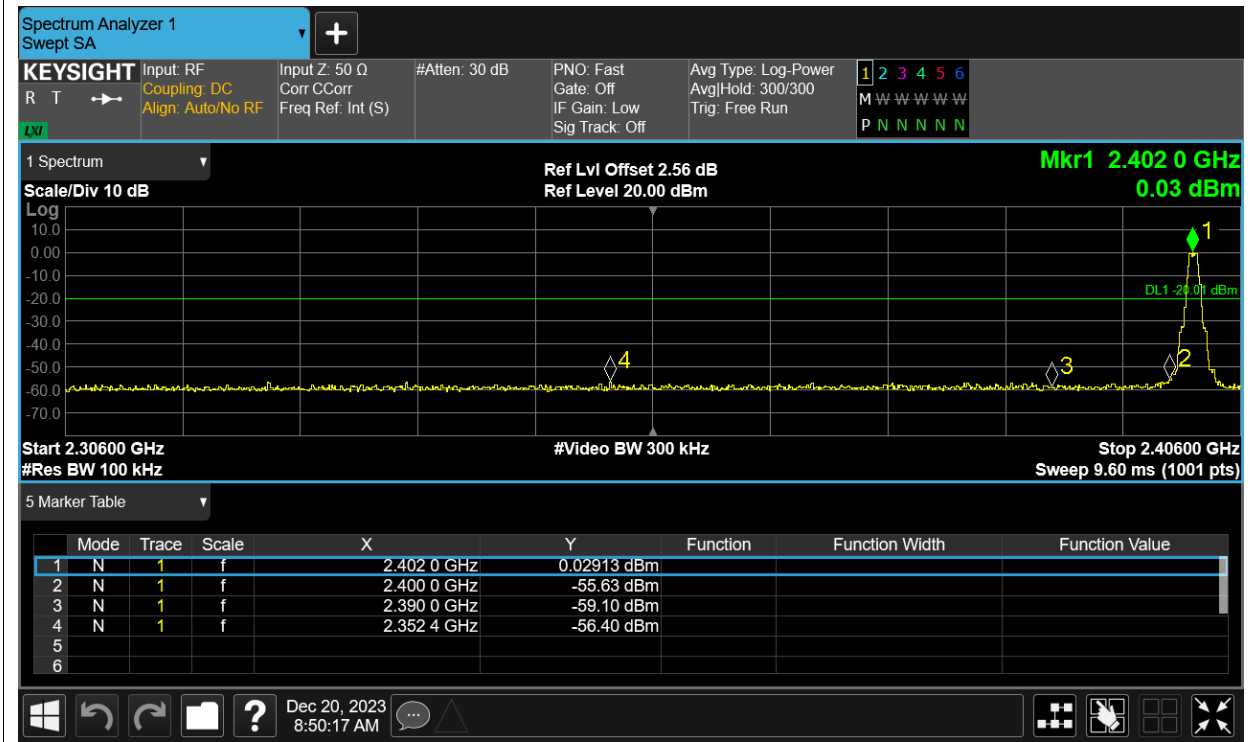 Spectrum Analyzer 1
Swept SA
KEYSIGHT
R T
LXI
Input: RF
Coupling: DC
Align: Auto/No RF
Input Z: 50 Ω
Corr CCorr
Freq Ref: Int (S)
#Atten: 30 dB
PNO: Fast
Gate: Off
IF Gain: Low
Sig Track: Off
Avg Type: Log-Power
Avg|Hold: 300/300
Trig: Free Run
1 2 3 4 5 6
M W W W W W
P N N N N N
1 Spectrum
Scale/Div 10 dB
Ref Lvl Offset 2.56 dB
Ref Level 20.00 dBm
Mkr1 2.402 0 GHz
0.03 dBm
Log
10.0
0.00
-10.0
-20.0
-30.0
-40.0
-50.0
-60.0
-70.0
1
DL1 -20.01 dBm
4
3
2
Start 2.30600 GHz
#Video BW 300 kHz
Stop 2.40600 GHz
#Res BW 100 kHz
Sweep 9.60 ms (1001 pts)
5 Marker Table
Mode Trace Scale X Y Function Function Width Function Value
1 N 1 f 2.402 0 GHz 0.02913 dBm
2 N 1 f 2.400 0 GHz -55.63 dBm
3 N 1 f 2.390 0 GHz -59.10 dBm
4 N 1 f 2.352 4 GHz -56.40 dBm
5
6
?
Dec 20, 2023
8:50:17 AM